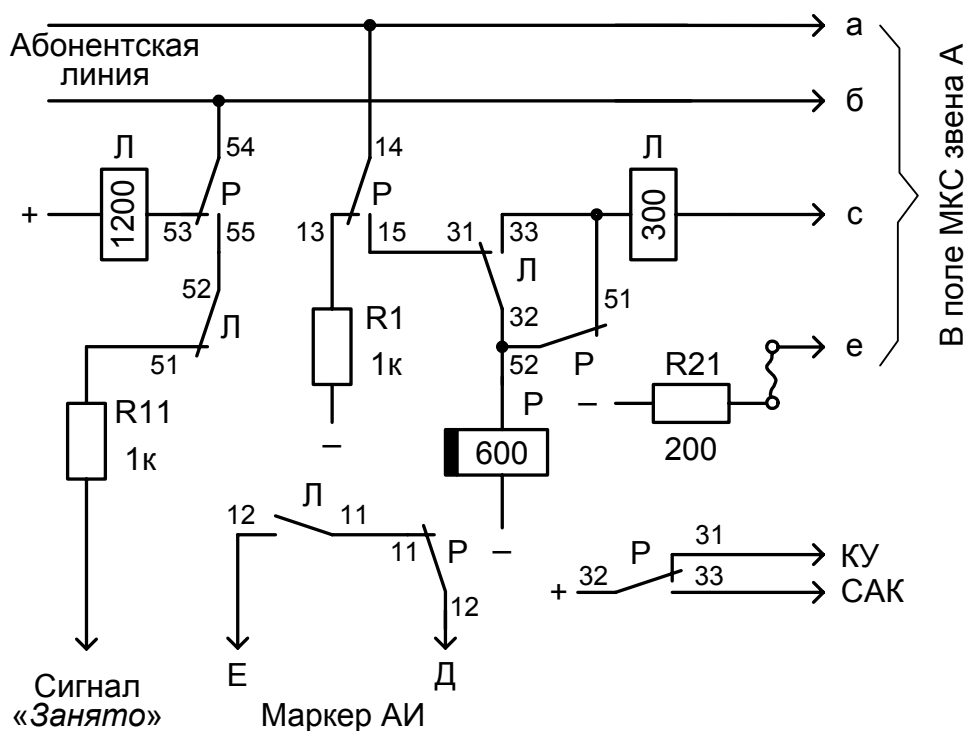 Абонентская
линия
а
б
с
е
В поле МКС звена А
54
Л
1200
+
53
Р
55
52
Л
51
R11
1к
14
Р
13
15
R1
1к
–
31
33
Л
32
52
51
Р
Л
300
Р
600
–
–
R21
200
12
Л
11
11
Р
12
+
32
Р
31
33
КУ
САК
Е
Д
Сигнал
«Занято»
Маркер АИ